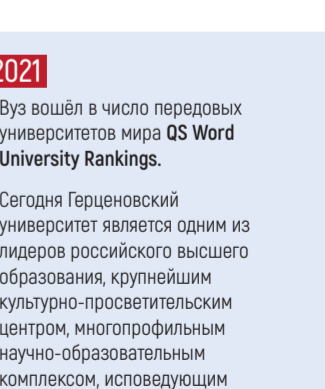 2021
Вуз вошёл в число передовых
университетов мира QS Word
University Rankings.
Сегодня Герценовский
университет является одним из
лидеров российского высшего
образования, крупнейшим
культурно-просветительским
центром, многопрофильным
научно-образовательным
комплексом, исповедующим